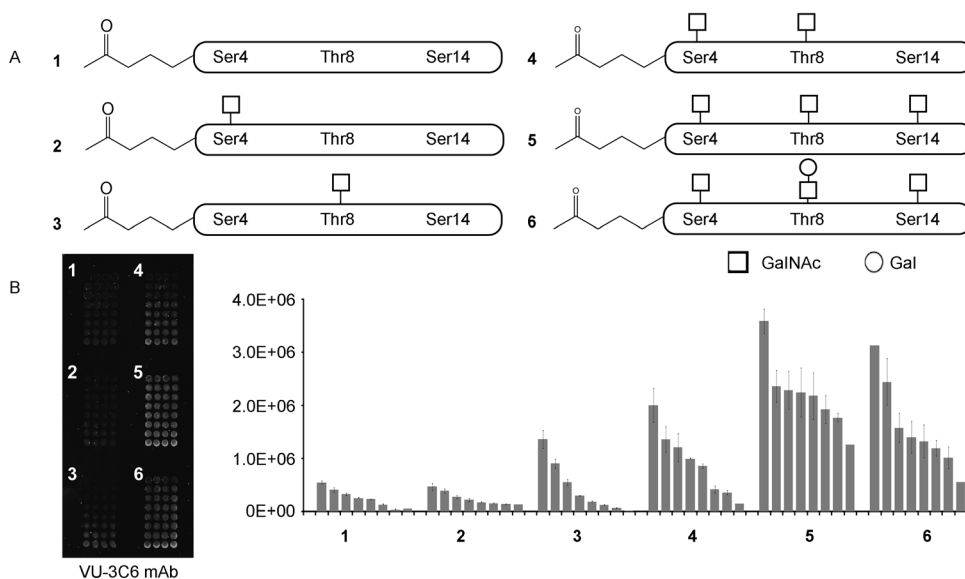 A
1
O
Ser4 Thr8 Ser14
2
O
Ser4 Thr8 Ser14
3
O
Ser4 Thr8 Ser14
4
O
Ser4 Thr8 Ser14
5
O
Ser4 Thr8 Ser14
6
O
Ser4 Thr8 Ser14
GalNAc Gal
B
1 4
2 5
3 6
VU-3C6 mAb
4.0E+06
3.0E+06
2.0E+06
1.0E+06
0.E+00
1 2 3 4 5 6